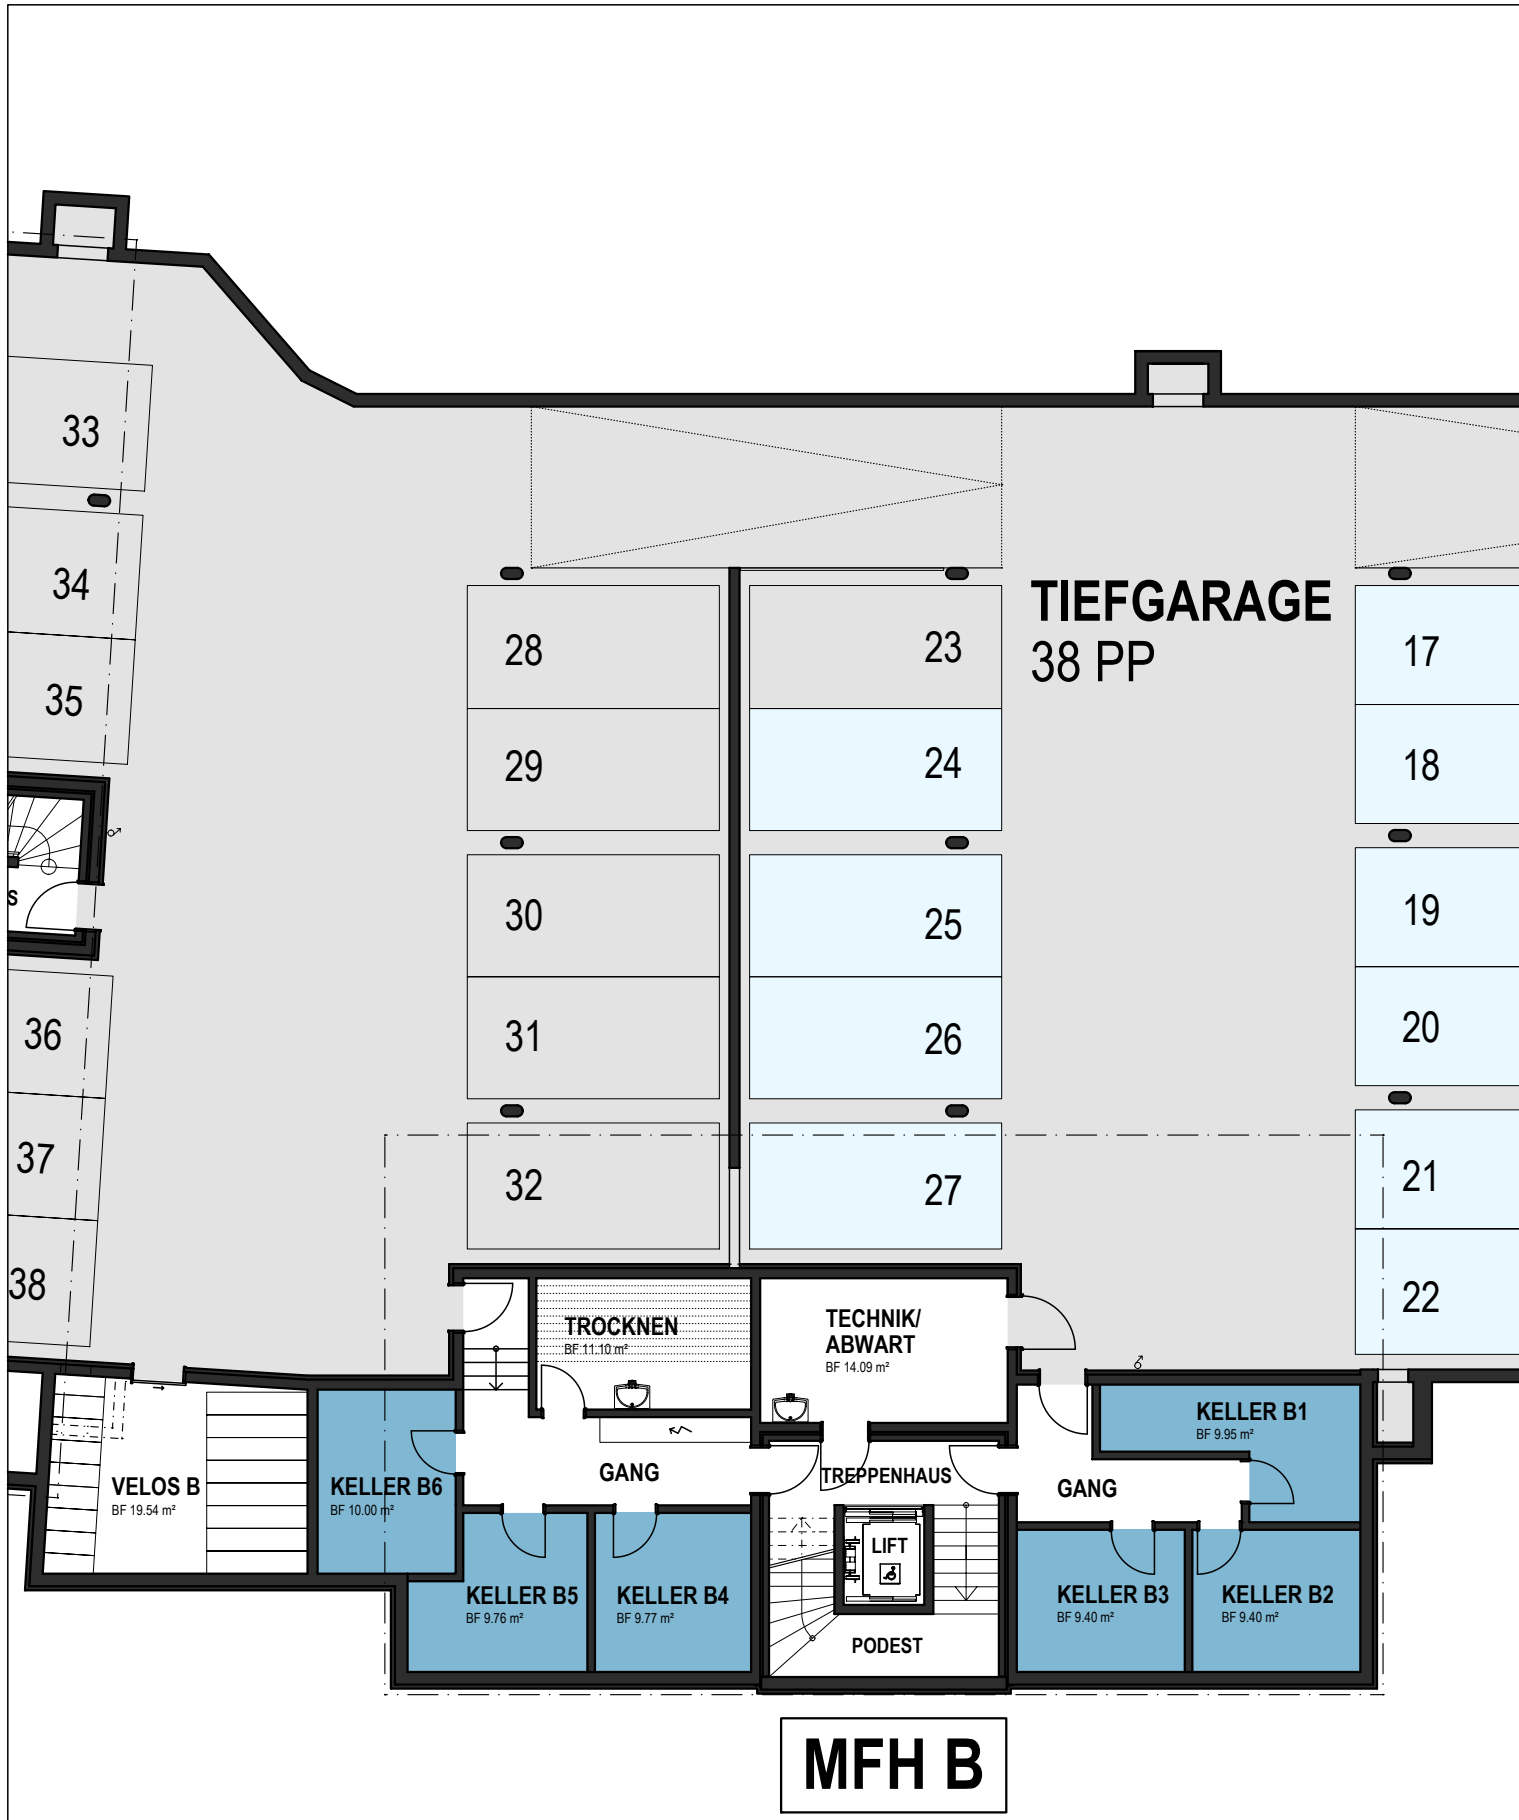 33
34
35
S
36
37
38
28
29
30
31
32
23
24
25
26
27
TIEFGARAGE
38 PP
17
18
19
20
21
22
TROCKNEN
BF 11.10 m²
TECHNIK/
ABWART
BF 14.09 m²
KELLER B1
BF 9.95 m²
VELOS B
BF 19.54 m²
KELLER B6
BF 10.00 m²
GANG
TREPPENHAUS
GANG
LIFT
KELLER B5
BF 9.76 m²
KELLER B4
BF 9.77 m²
KELLER B3
BF 9.40 m²
KELLER B2
BF 9.40 m²
PODEST
MFH B